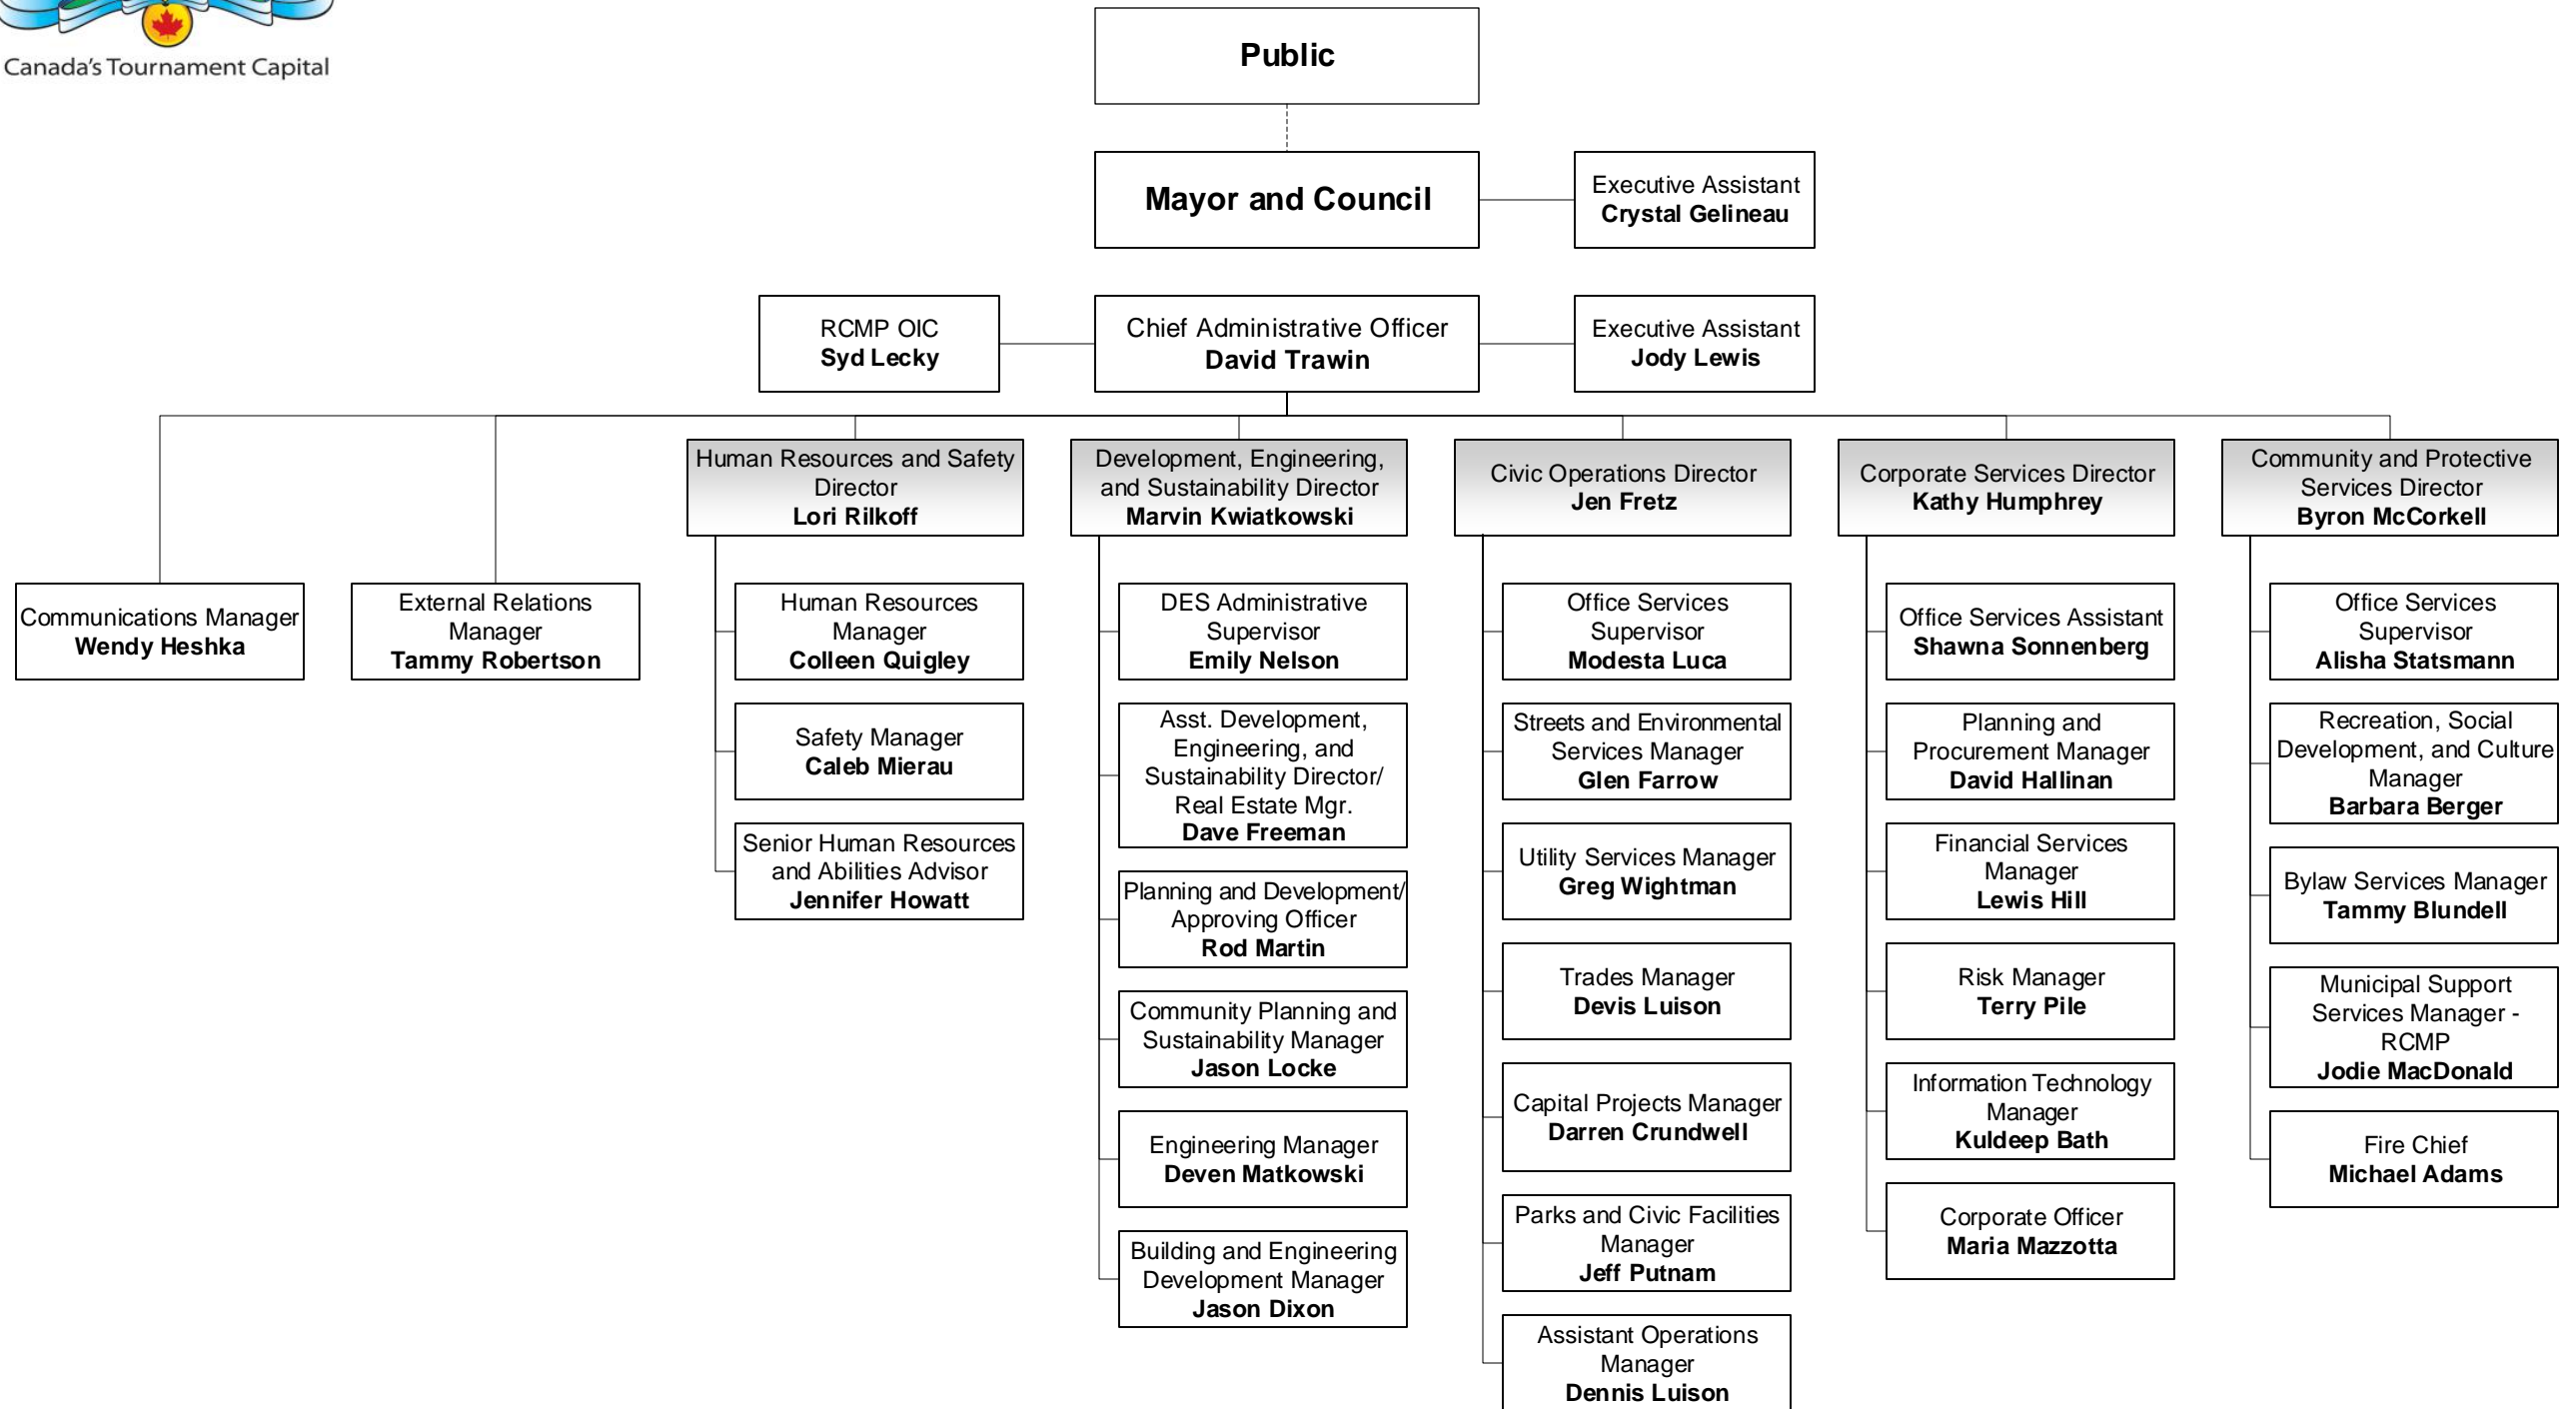 Canada's Tournament Capital
Public
Mayor and Council
Executive Assistant
Crystal Gelineau
RCMP OIC
Syd Lecky
Chief Administrative Officer
David Trawin
Executive Assistant
Jody Lewis
Communications Manager
Wendy Heshka
External Relations
Manager
Tammy Robertson
Human Resources and Safety
Director
Lori Rilkoff
Human Resources
Manager
Colleen Quigley
Safety Manager
Caleb Mierau
Senior Human Resources
and Abilities Advisor
Jennifer Howatt
Development, Engineering,
and Sustainability Director
Marvin Kwiatkowski
DES Administrative
Supervisor
Emily Nelson
Asst. Development,
Engineering, and
Sustainability Director/
Real Estate Mgr.
Dave Freeman
Planning and Development/
Approving Officer
Rod Martin
Community Planning and
Sustainability Manager
Jason Locke
Engineering Manager
Deven Matkowski
Building and Engineering
Development Manager
Jason Dixon
Civic Operations Director
Jen Fretz
Office Services
Supervisor
Modesta Luca
Streets and Environmental
Services Manager
Glen Farrow
Utility Services Manager
Greg Wightman
Trades Manager
Devis Luison
Capital Projects Manager
Darren Crundwell
Parks and Civic Facilities
Manager
Jeff Putnam
Assistant Operations
Manager
Dennis Luison
Corporate Services Director
Kathy Humphrey
Office Services Assistant
Shawna Sonnenberg
Planning and
Procurement Manager
David Hallinan
Financial Services
Manager
Lewis Hill
Risk Manager
Terry Pile
Information Technology
Manager
Kuldeep Bath
Corporate Officer
Maria Mazzotta
Community and Protective
Services Director
Byron McCorkell
Office Services
Supervisor
Alisha Statsmann
Recreation, Social
Development, and Culture
Manager
Barbara Berger
Bylaw Services Manager
Tammy Blundell
Municipal Support
Services Manager -
RCMP
Jodie MacDonald
Fire Chief
Michael Adams